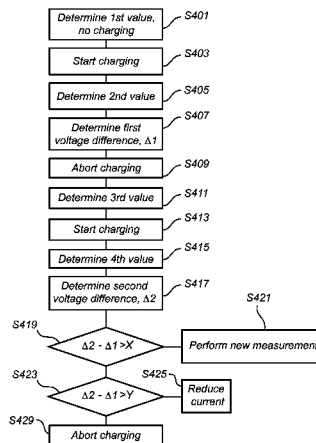 Determine 1st value,
no charging
S401
Start charging
S403
Determine 2nd value
S405
Determine first
voltage difference, Δ1
S407
Abort charging
S409
Determine 3rd value
S411
Start charging
S413
Determine 4th value
S415
Determine second
voltage difference, Δ2
S417
S419
Δ2 - Δ1 >X
S421
Perform new measurement
S423
Δ2 - Δ1 >Y
S425
Reduce
current
S429
Abort charging